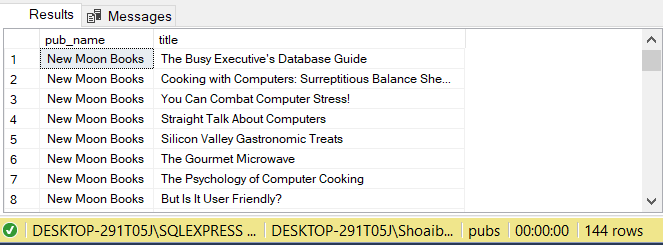 Results Messages
pub_name title
1 New Moon Books The Busy Executive's Database Guide
2 New Moon Books Cooking with Computers: Surreptitious Balance She...
3 New Moon Books You Can Combat Computer Stress!
4 New Moon Books Straight Talk About Computers
5 New Moon Books Silicon Valley Gastronomic Treats
6 New Moon Books The Gourmet Microwave
7 New Moon Books The Psychology of Computer Cooking
8 New Moon Books But Is It User Friendly?
DESKTOP-291T05J\SQLEXPRESS ... DESKTOP-291T05J\Shoaib... pubs 00:00:00 144 rows